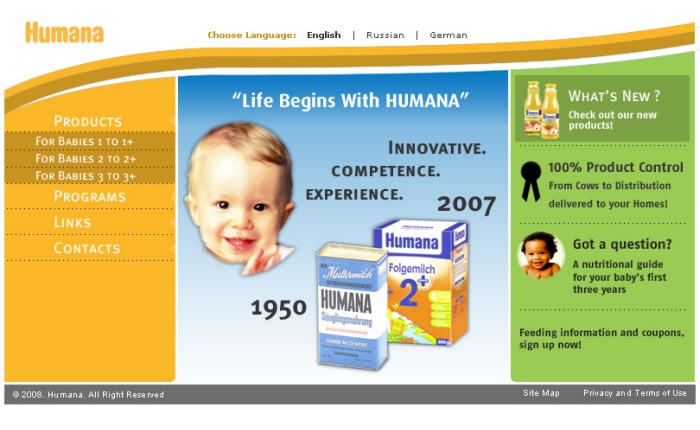 Humana
Choose Language: English | Russian | German
PRODUCTS
FOR BABIES 1 TO 1+
FOR BABIES 2 TO 2+
FOR BABIES 3 TO 3+
PROGRAMS
LINKS
CONTACTS
“Life Begins With HUMANA”
INNOVATIVE.
COMPETENCE.
EXPERIENCE.
2007
Humana
Folgemilch
2+
1950
Muttermilch
HUMANA
Säuglingsnahrung
WHAT'S NEW ?
Check out our new
products!
100% Product Control
From Cows to Distribution
delivered to your Homes!
Got a question?
A nutritional guide
for your baby's first
three years
Feeding information and coupons,
sign up now!
© 2008. Humana. All Right Reserved
Site Map Privacy and Terms of Use